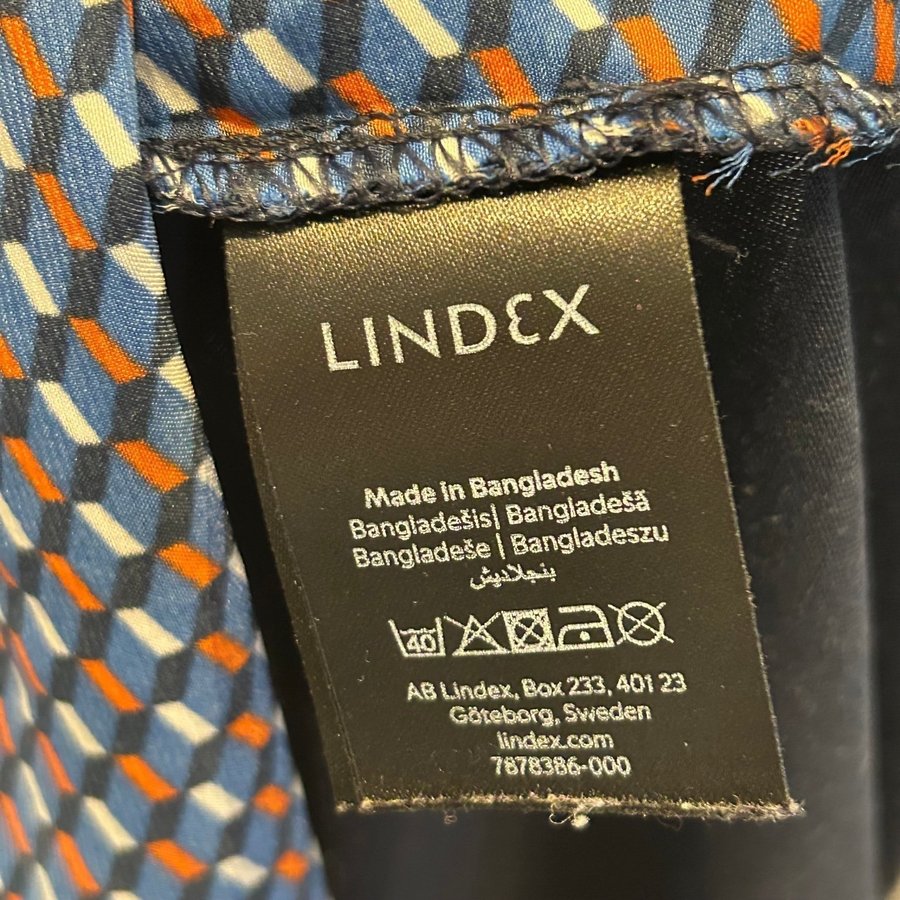 LINDEX
Made in Bangladesh
Bangladešis| Bangladešā
Bangladeše | Bangladeszu
بنجلاديش
40
AB Lindex, Box 233, 401 23
Göteborg, Sweden
lindex.com
7878386-000